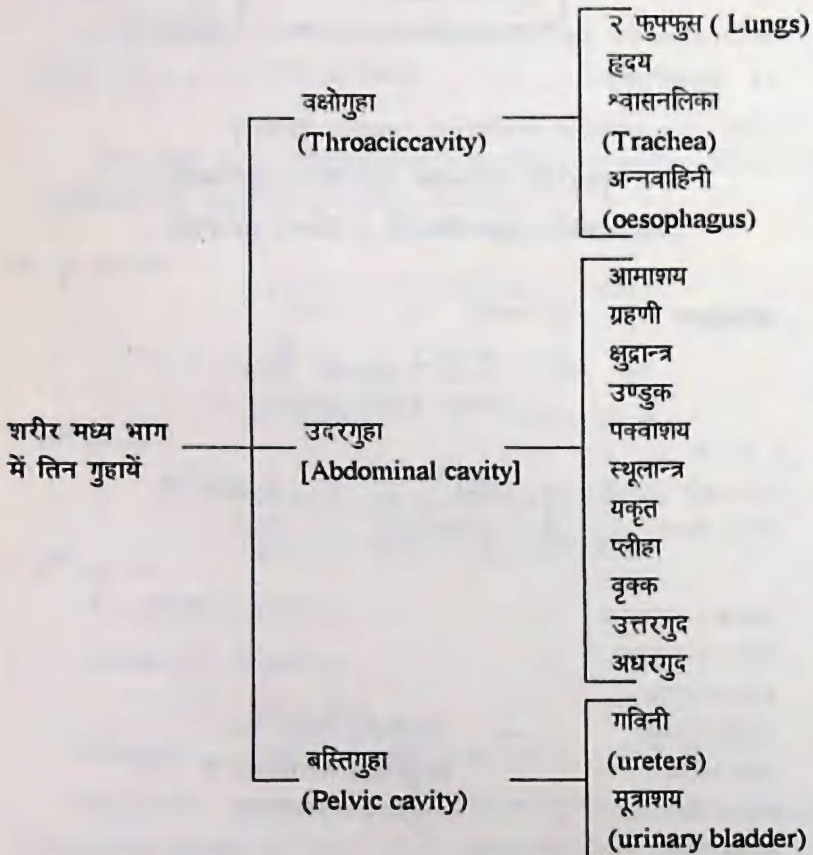 शरीर मध्य भाग
में तिन गुहायें
वक्षोगुहा
(Throaciccavity)
२ फुफ्फुस ( Lungs)
हृदय
श्वासनलिका
(Trachea)
अन्नवाहिनी
(oesophagus)
उदरगुहा
[Abdominal cavity]
आमाशय
ग्रहणी
क्षुद्रान्त्र
उण्डुक
पक्वाशय
स्थूलान्त्र
यकृत
प्लीहा
वृक्क
उत्तरगुद
अधरगुद
बस्तिगुहा
(Pelvic cavity)
गविनी
(ureters)
मूत्राशय
(urinary bladder)